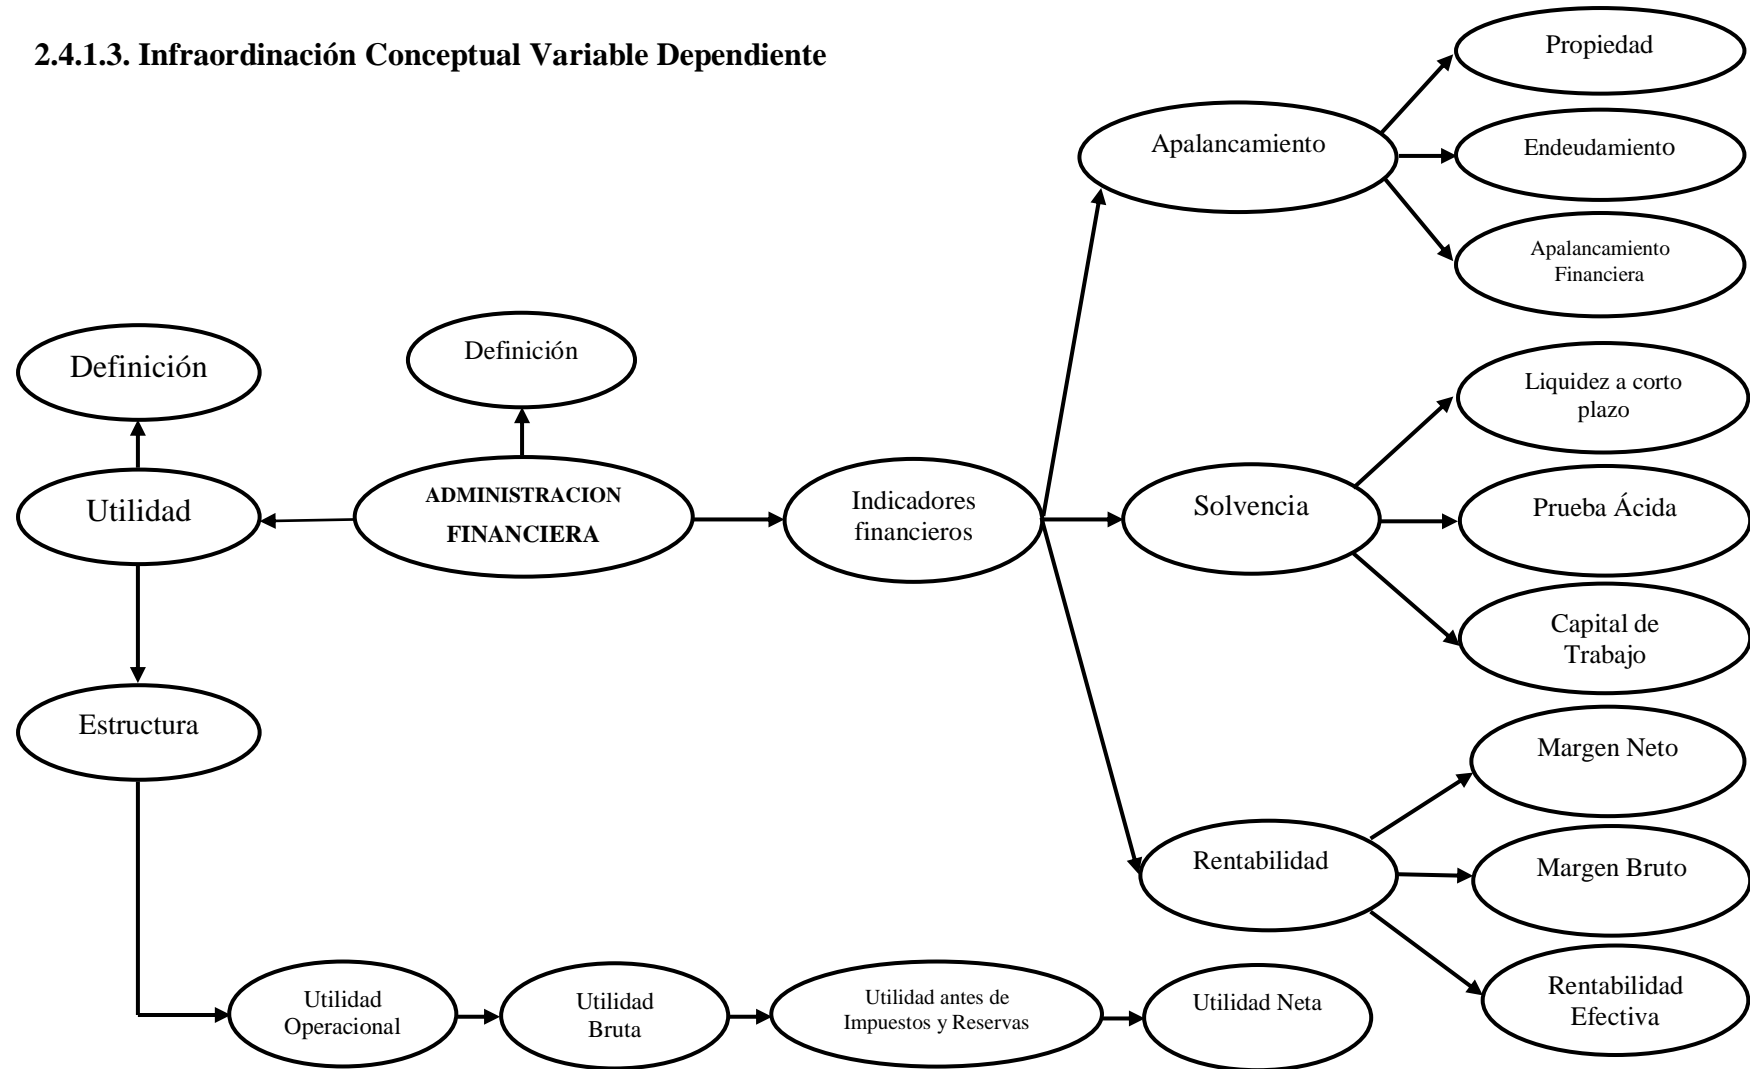 2.4.1.3. Infraordinación Conceptual Variable Dependiente
Propiedad
Apalancamiento
Endeudamiento
Apalancamiento
Financiera
Definición
Definición
Liquidez a corto
plazo
Utilidad
ADMINISTRACION
FINANCIERA
Indicadores
financieros
Solvencia
Prueba Ácida
Capital de
Trabajo
Estructura
Margen Neto
Rentabilidad
Margen Bruto
Rentabilidad
Efectiva
Utilidad
Operacional
Utilidad
Bruta
Utilidad antes de
Impuestos y Reservas
Utilidad Neta